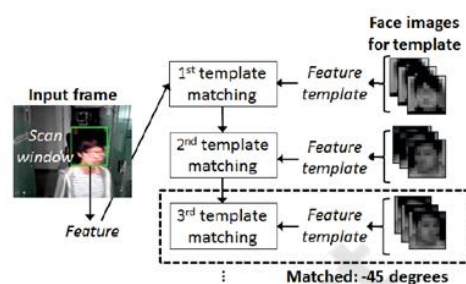 Face images
for template
Input frame
Scan
window
Feature
1st template
matching
Feature
template
2nd template
matching
Feature
template
3rd template
matching
Feature
template
⋮
Matched: -45 degrees